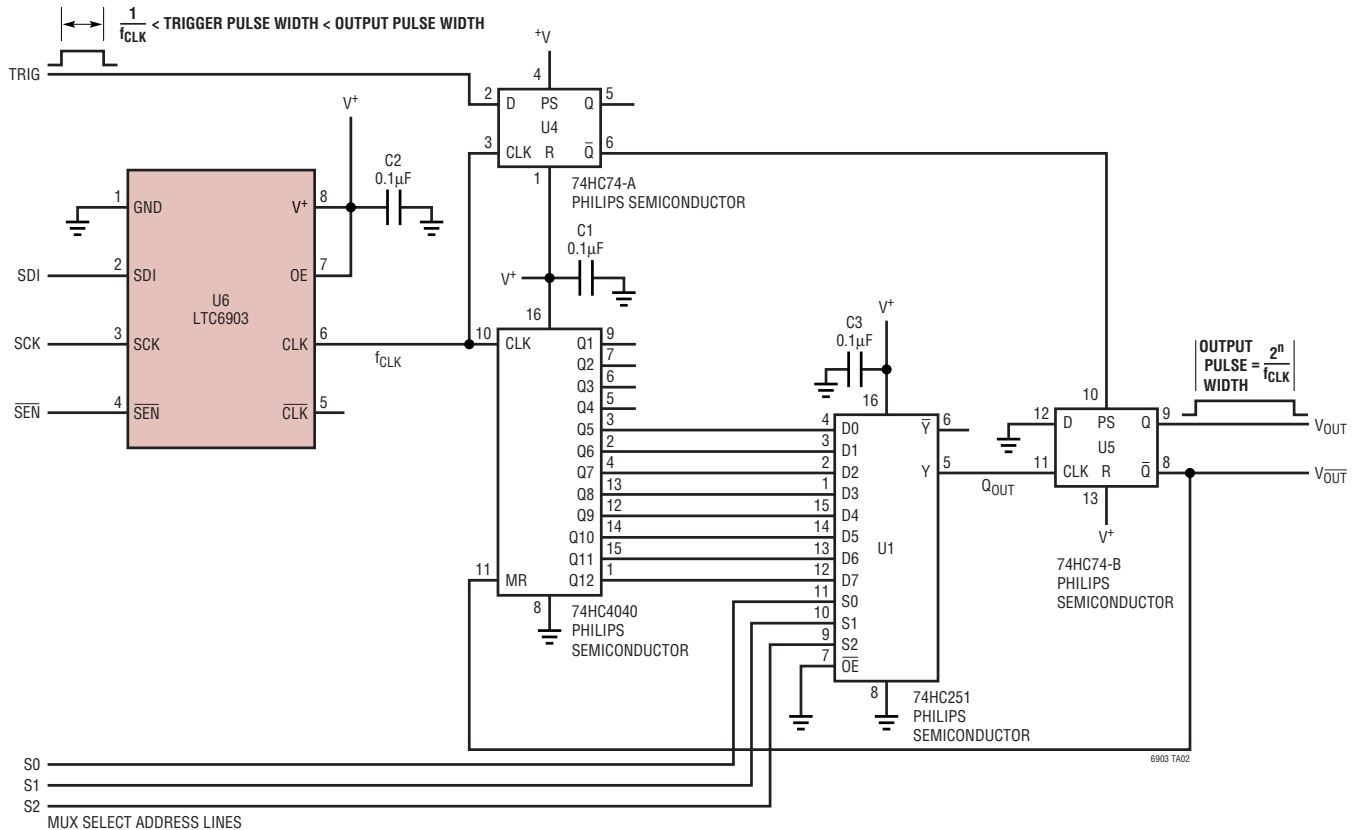 1
fCLK < TRIGGER PULSE WIDTH < OUTPUT PULSE WIDTH
TRIG
+V
4
2 D PS Q 5
U4
3 CLK R Q̅ 6
1
74HC74-A
PHILIPS SEMICONDUCTOR
V+
C2
0.1µF
1 GND V+ 8
SDI 2 SDI OE 7
U6
LTC6903
SCK 3 SCK CLK 6
fCLK
S̅E̅N̅ 4 S̅E̅N̅ C̅L̅K̅ 5
C1
0.1µF
V+
16
10 CLK Q1 9
Q2 7
Q3 6
Q4 5
Q5 3
Q6 2
Q7 4
Q8 13
Q9 12
Q10 14
Q11 15
11 MR Q12 1
8
74HC4040
PHILIPS
SEMICONDUCTOR
V+
C3
0.1µF
16
4 D0 Y̅ 6
3 D1
2 D2 Y 5
QOUT
1 D3
15 D4
14 D5
13 D6
U1
12 D7
11 S0
10 S1
9 S2
7 O̅E̅
8
74HC251
PHILIPS
SEMICONDUCTOR
OUTPUT
PULSE = 2n
WIDTH fCLK
10
12 D PS Q 9
VOUT
U5
11 CLK R Q̅ 8
VO̅U̅T̅
13
V+
74HC74-B
PHILIPS
SEMICONDUCTOR
6903 TA02
S0
S1
S2
MUX SELECT ADDRESS LINES